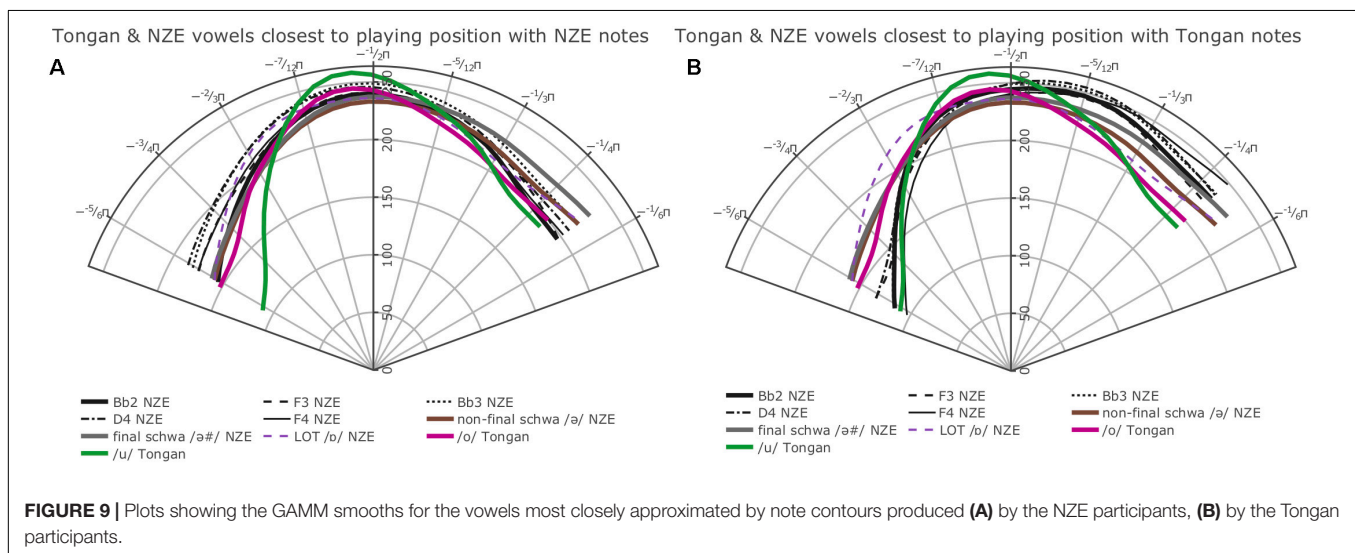 Tongan & NZE vowels closest to playing position with NZE notes
A
−1/2π
−7/12π
−5/12π
−2/3π
−1/3π
−3/4π
−1/4π
−5/6π
−1/6π
200
150
100
50
0
Bb2 NZE
F3 NZE
Bb3 NZE
D4 NZE
F4 NZE
non-final schwa /ə/ NZE
final schwa /ə#/ NZE
LOT /ɒ/ NZE
/o/ Tongan
/u/ Tongan
Tongan & NZE vowels closest to playing position with Tongan notes
B
−1/2π
−7/12π
−5/12π
−2/3π
−1/3π
−3/4π
−1/4π
−5/6π
−1/6π
200
150
100
50
0
Bb2 NZE
F3 NZE
Bb3 NZE
D4 NZE
F4 NZE
non-final schwa /ə/ NZE
final schwa /ə#/ NZE
LOT /ɒ/ NZE
/o/ Tongan
/u/ Tongan
FIGURE 9 | Plots showing the GAMM smooths for the vowels most closely approximated by note contours produced (A) by the NZE participants, (B) by the Tongan
participants.